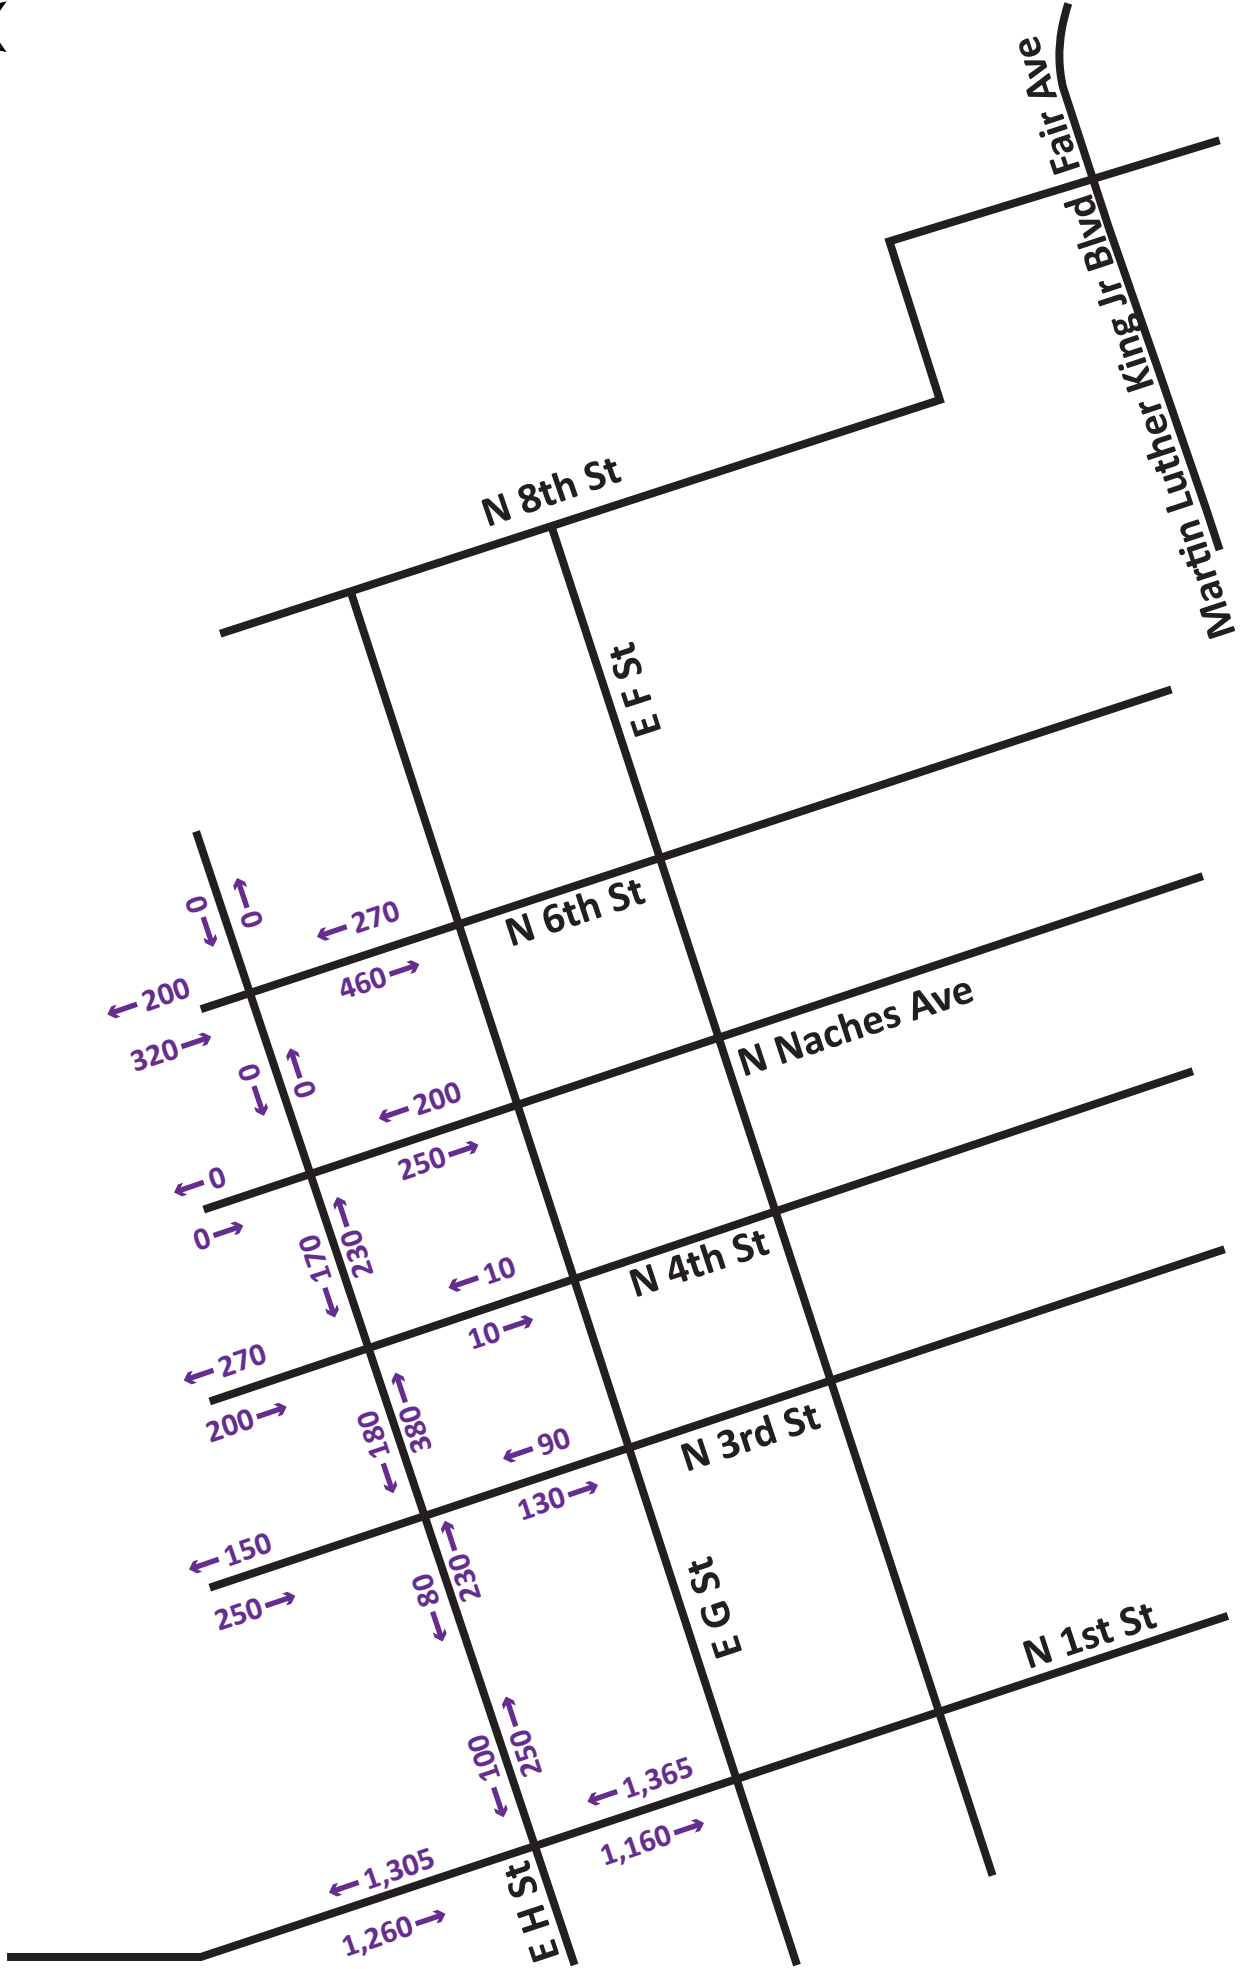 Fair Ave
Martin Luther King Jr Blvd
N 8th St
E F St
0
0
← 270
N 6th St
460 →
← 200
320 →
0
0
N Naches Ave
← 200
250 →
← 0
0 →
170
230
N 4th St
← 10
10 →
← 270
200 →
180
380
N 3rd St
← 90
130 →
← 150
250 →
80
230
E G St
N 1st St
100
250
← 1,365
1,160 →
← 1,305
1,260 →
E H St